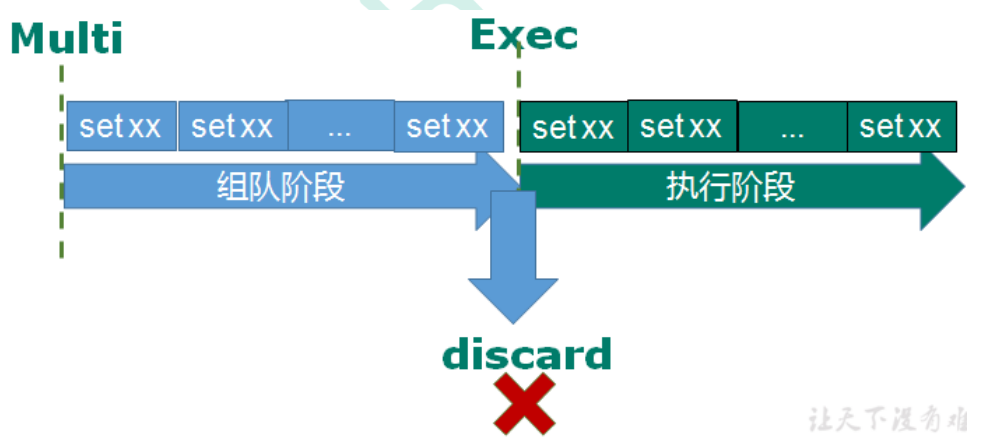 Multi Exec
set xx set xx ... set xx set xx set xx ... set xx
组队阶段 执行阶段
discard
让天下没有难